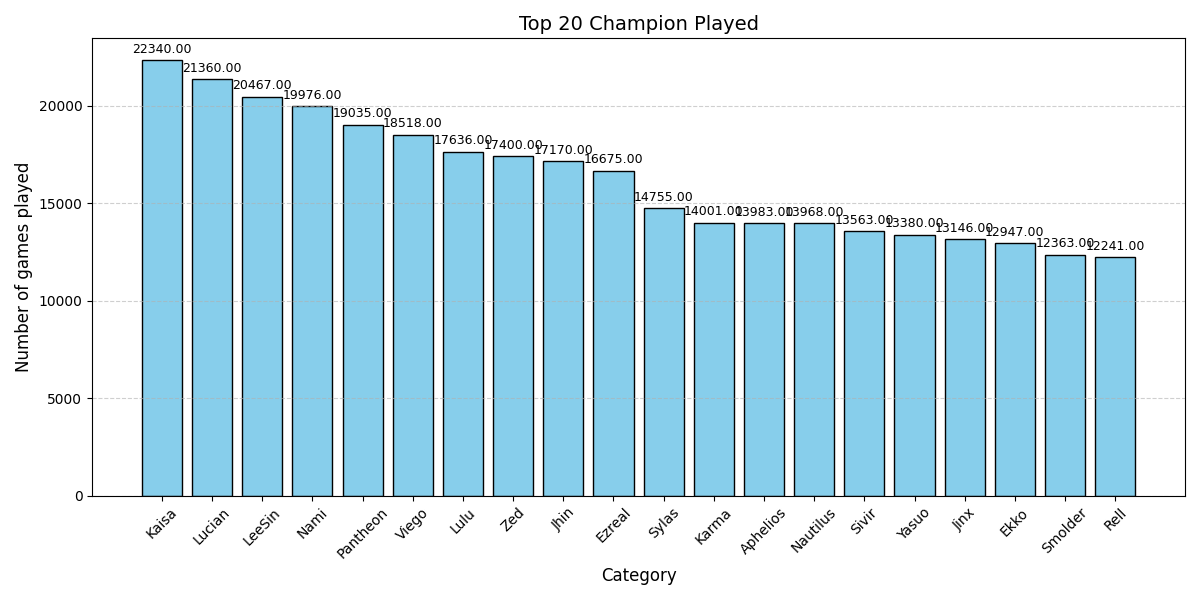 Top 20 Champion Played
Number of games played
20000
15000
10000
5000
0
22340.00
21360.00
20467.00
19976.00
19035.00
18518.00
17636.00
17400.00
17170.00
16675.00
14755.00
14001.00
13983.00
13968.00
13563.00
13380.00
13146.00
12947.00
12363.00
12241.00
Kaisa
Lucian
LeeSin
Nami
Pantheon
Viego
Lulu
Zed
Jhin
Ezreal
Sylas
Karma
Aphelios
Nautilus
Sivir
Yasuo
Jinx
Ekko
Smolder
Rell
Category